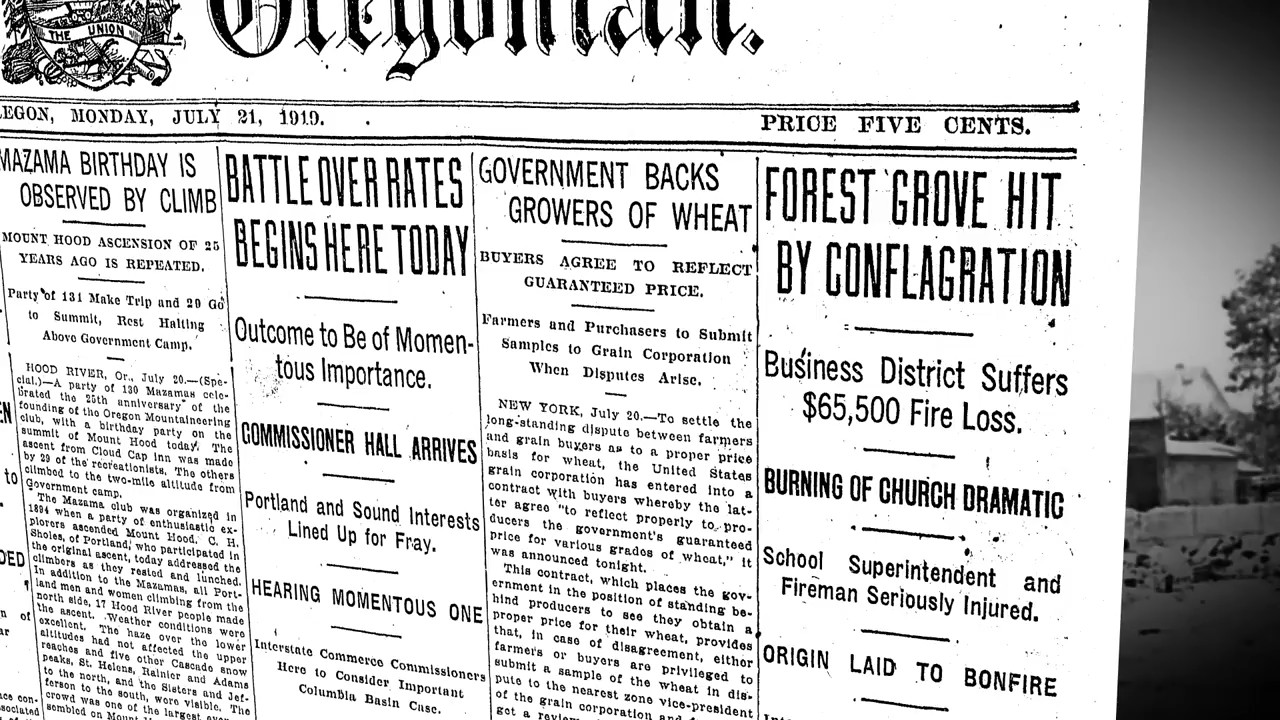 THE UNION
Oregonian.
EGON, MONDAY, JULY 21, 1919.
PRICE FIVE CENTS.
MAZAMA BIRTHDAY IS
OBSERVED BY CLIMB
MOUNT HOOD ASCENSION OF 25
YEARS AGO IS REPEATED.
Party of 131 Make Trip and 29 Go
to Summit, Rest Halting
Above Government Camp.
HOOD RIVER, Or., July 20.—(Spe-
cial.)—A party of 130 Mazamas cele-
brated the 25th anniversary of the
founding of the Oregon Mountaineering
club, with a birthday party on the
summit of Mount Hood today. The
ascent from Cloud Cap inn was made
by 29 of the recreationists. The others
climbed to the two-mile altitude from
Government camp.
The Mazama club was organized in
1894 when a party of enthusiastic ex-
plorers ascended Mount Hood. C. H.
Sholes, of Portland, who participated in
the original ascent, today addressed the
climbers as they rested and lunched.
In addition to the Mazamas, all Port-
land men and women climbing from the
north side, 17 Hood River people made
the ascent. Weather conditions were
excellent. The haze over the lower
altitudes had not affected the upper
reaches and five other Cascade snow
peaks, St. Helens, Rainier and Adams
to the north, and the Sisters and Jef-
ferson to the south, were visible. The
crowd was one of the largest ever
sembled on Mount
BATTLE OVER RATES
BEGINS HERE TODAY
Outcome to Be of Momen-
tous Importance.
COMMISSIONER HALL ARRIVES
Portland and Sound Interests
Lined Up for Fray.
HEARING MOMENTOUS ONE
Interstate Commerce Commissioners
Here to Consider Important
Columbia Basin Case.
GOVERNMENT BACKS
GROWERS OF WHEAT
BUYERS AGREE TO REFLECT
GUARANTEED PRICE.
Farmers and Purchasers to Submit
Samples to Grain Corporation
When Disputes Arise.
NEW YORK, July 20.—To settle the
long-standing dispute between farmers
and grain buyers as to a proper price
basis for wheat, the United States
grain corporation has entered into a
contract with buyers whereby the lat-
ter agree "to reflect properly to pro-
ducers the government's guaranteed
price for various grades of wheat," it
was announced tonight.
This contract, which places the gov-
ernment in the position of standing be-
hind producers to see they obtain a
proper price for their wheat, provides
that, in case of disagreement, either
farmers or buyers are privileged to
submit a sample of the wheat in dis-
pute to the nearest zone vice-president
of the grain corporation and
get a review
FOREST GROVE HIT
BY CONFLAGRATION
Business District Suffers
$65,500 Fire Loss.
BURNING OF CHURCH DRAMATIC
School Superintendent and
Fireman Seriously Injured.
ORIGIN LAID TO BONFIRE